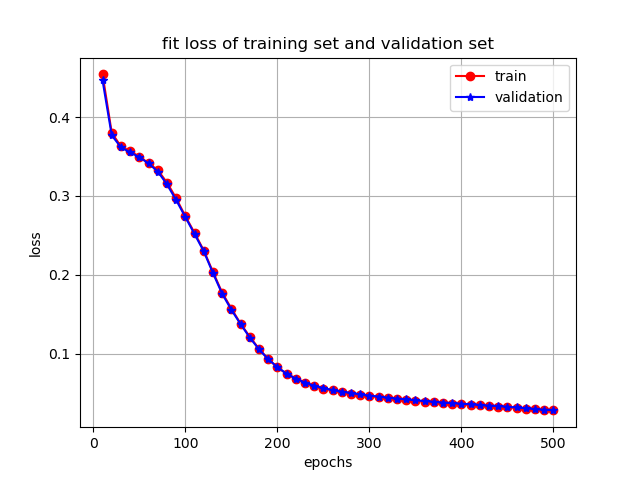 fit loss of training set and validation set
train
validation
0.4
0.3
0.2
0.1
loss
0
100
200
300
400
500
epochs